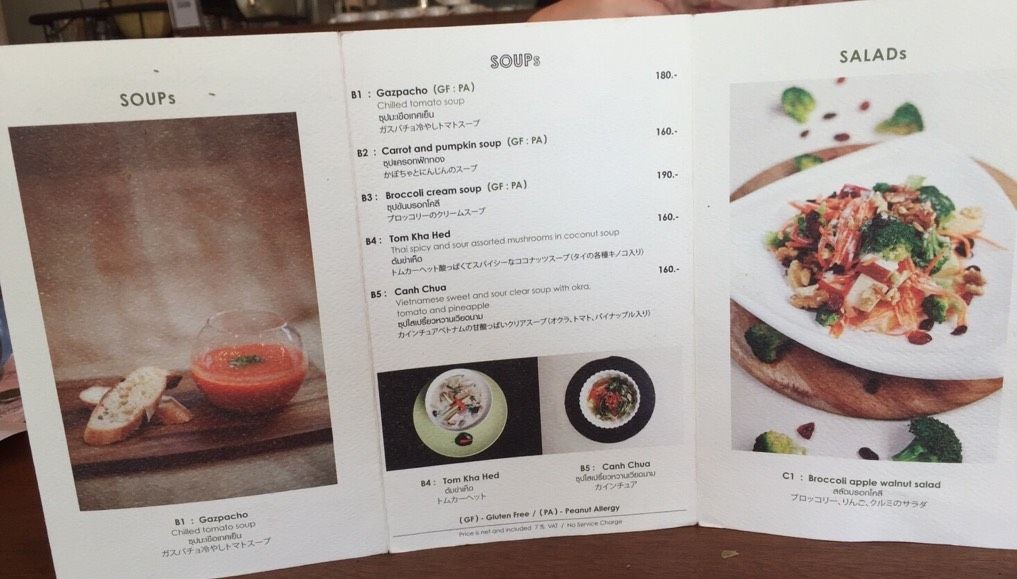 SOUPs
B1 : Gazpacho
Chilled tomato soup
ซุปมะเขือเทศเย็น
ガスパチョ冷やしトマトスープ
SOUPs
B1 : Gazpacho (GF : PA) 180.-
Chilled tomato soup
ซุปมะเขือเทศเย็น
ガスパチョ冷やしトマトスープ
B2 : Carrot and pumpkin soup (GF : PA) 160.-
ซุปแครอทฟักทอง
かぼちゃとにんじんのスープ
B3 : Broccoli cream soup (GF : PA) 190.-
ซุปข้นบรอกโคลี
ブロッコリーのクリームスープ
B4 : Tom Kha Hed 160.-
Thai spicy and sour assorted mushrooms in coconut soup
ต้มข่าเห็ด
トムカーヘット酸っぱくてスパイシーなココナッツスープ(タイの各種キノコ入り)
B5 : Canh Chua 160.-
Vietnamese sweet and sour clear soup with okra,
tomato and pineapple
ซุปใสเปรี้ยวหวานเวียดนาม
カインチュアベトナムの甘酸っぱいクリアスープ(オクラ、トマト、パイナップル入り)
B4 : Tom Kha Hed
ต้มข่าเห็ด
トムカーヘット
B5 : Canh Chua
ซุปใสเปรี้ยวหวานเวียดนาม
カインチュア
(GF) - Gluten Free / (PA) - Peanut Allergy
Price is net and included 7% VAT / No Service Charge
SALADs
C1 : Broccoli apple walnut salad
สลัดบรอกโคลี
ブロッコリー、りんご、クルミのサラダ